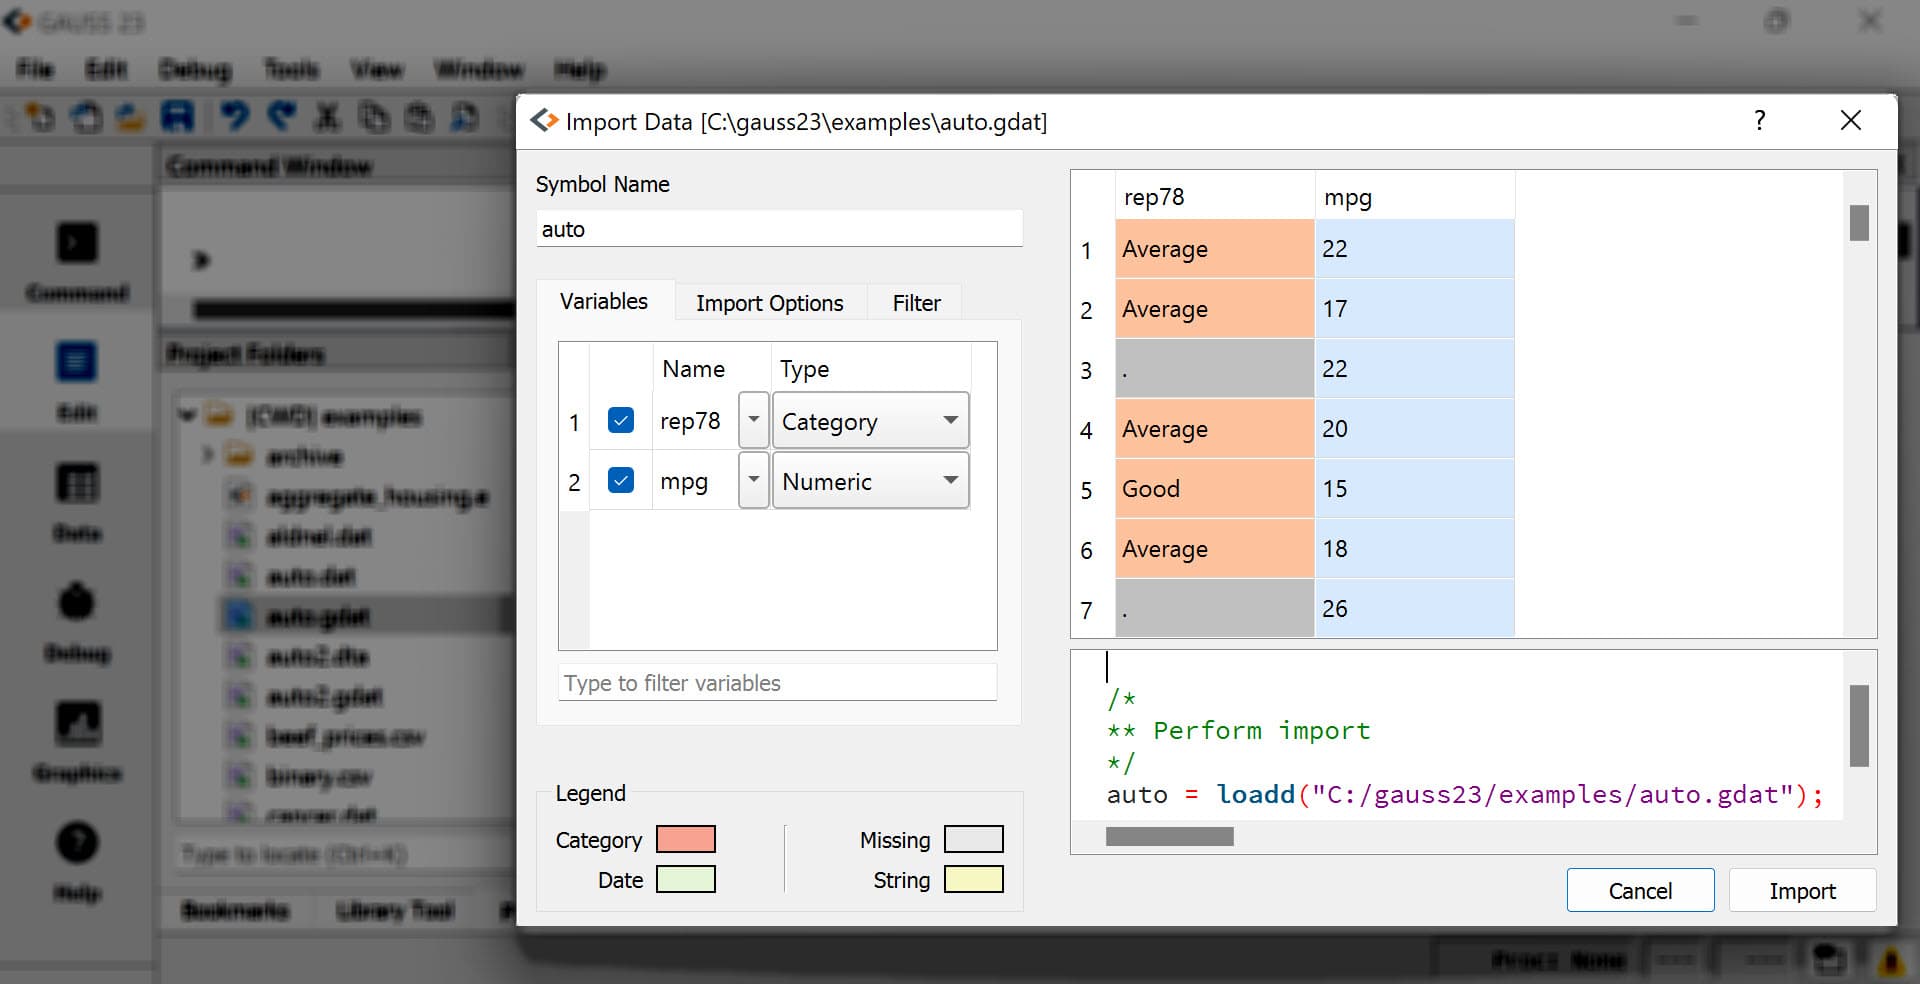 GAUSS 23
File Edit Debug Tools View Window Help
Command Window
Command
Project Folders
Edit
[CWD] examples
archive
aggregate_housing.e
Data
aldnel.dat
auto.dat
auto.gdat
Debug
auto2.dta
auto2.gdat
beef_prices.csv
Graphics
binary.csv
cancer.dat
Type to locate (Ctrl+K)
Help
Bookmarks Library Tool
Import Data [C:\gauss23\examples\auto.gdat] ?
Symbol Name
auto
Variables Import Options Filter
Name Type
1 rep78 Category
2 mpg Numeric
Type to filter variables
Legend
Category Missing
Date String
rep78 mpg
1 Average 22
2 Average 17
3 . 22
4 Average 20
5 Good 15
6 Average 18
7 . 26
/*
** Perform import
*/
auto = loadd("C:/gauss23/examples/auto.gdat");
Cancel Import